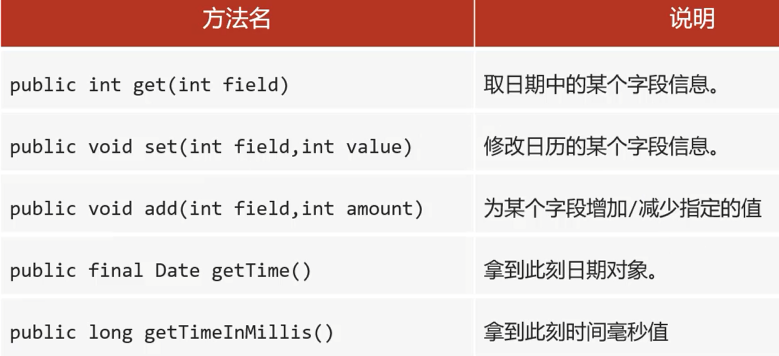 方法名 说明
public int get(int field) 取日期中的某个字段信息。
public void set(int field,int value) 修改日历的某个字段信息。
public void add(int field,int amount) 为某个字段增加/减少指定的值
public final Date getTime() 拿到此刻日期对象。
public long getTimeInMillis() 拿到此刻时间毫秒值